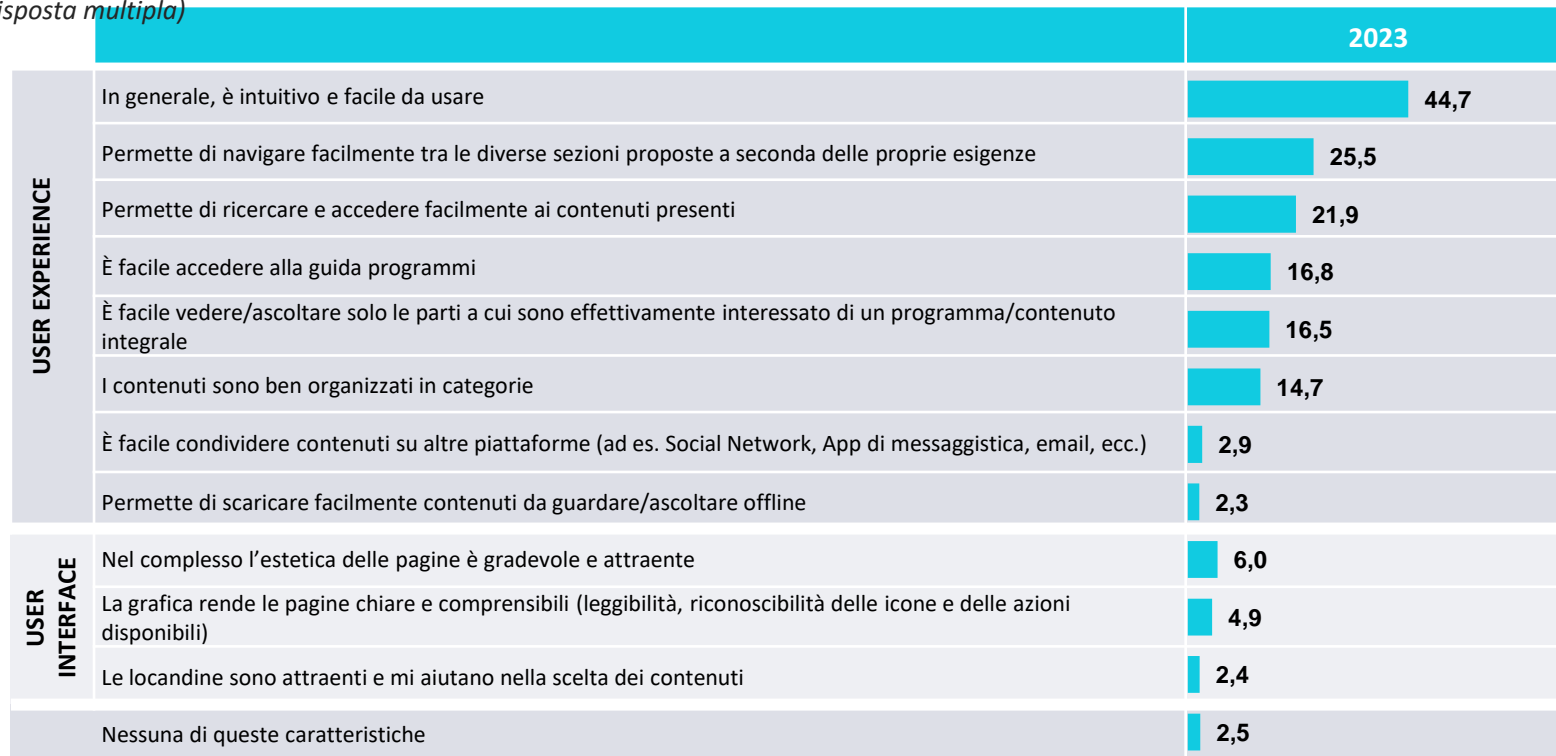 isposta multipla)
2023
USER EXPERIENCE
In generale, è intuitivo e facile da usare
44,7
Permette di navigare facilmente tra le diverse sezioni proposte a seconda delle proprie esigenze
25,5
Permette di ricercare e accedere facilmente ai contenuti presenti
21,9
È facile accedere alla guida programmi
16,8
È facile vedere/ascoltare solo le parti a cui sono effettivamente interessato di un programma/contenuto
integrale
16,5
I contenuti sono ben organizzati in categorie
14,7
È facile condividere contenuti su altre piattaforme (ad es. Social Network, App di messaggistica, email, ecc.)
2,9
Permette di scaricare facilmente contenuti da guardare/ascoltare offline
2,3
USER
INTERFACE
Nel complesso l’estetica delle pagine è gradevole e attraente
6,0
La grafica rende le pagine chiare e comprensibili (leggibilità, riconoscibilità delle icone e delle azioni
disponibili)
4,9
Le locandine sono attraenti e mi aiutano nella scelta dei contenuti
2,4
Nessuna di queste caratteristiche
2,5